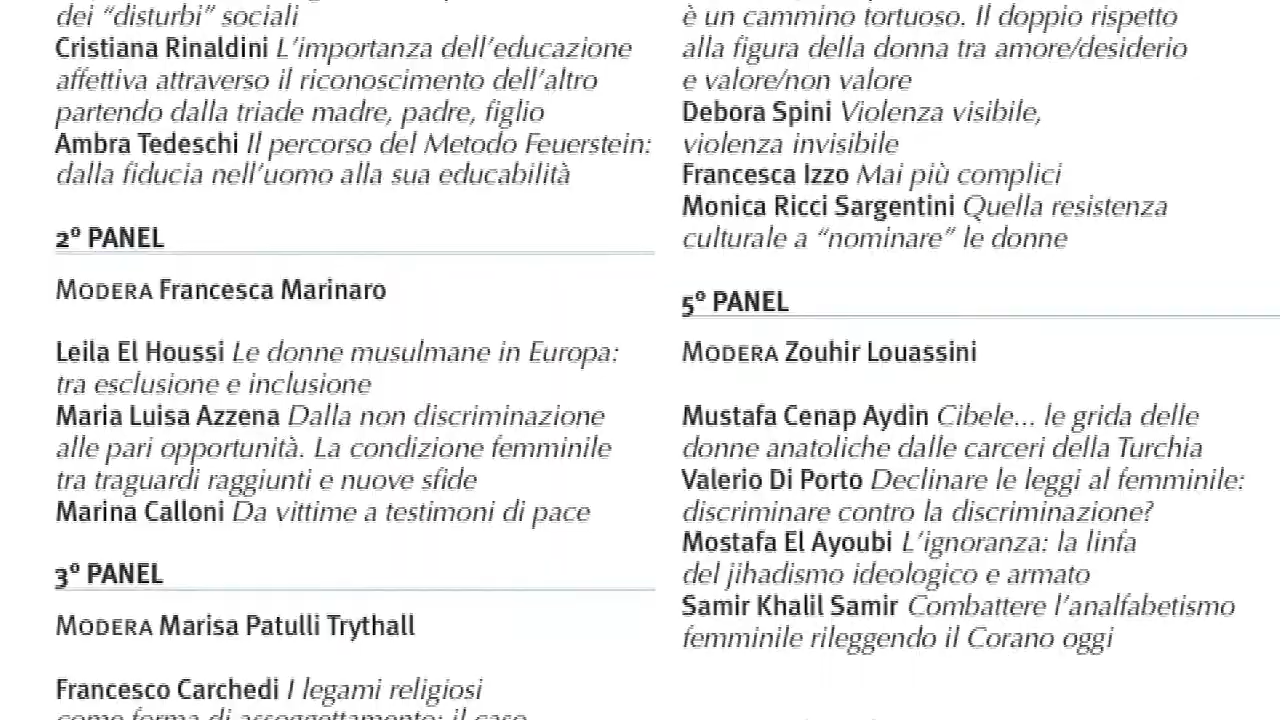 dei “disturbi” sociali
Cristiana Rinaldini L’importanza dell’educazione
affettiva attraverso il riconoscimento dell’altro
partendo dalla triade madre, padre, figlio
Ambra Tedeschi Il percorso del Metodo Feuerstein:
dalla fiducia nell’uomo alla sua educabilità
2° PANEL
MODERA Francesca Marinaro
Leila El Houssi Le donne musulmane in Europa:
tra esclusione e inclusione
Maria Luisa Azzena Dalla non discriminazione
alle pari opportunità. La condizione femminile
tra traguardi raggiunti e nuove sfide
Marina Calloni Da vittime a testimoni di pace
3° PANEL
MODERA Marisa Patulli Trythall
Francesco Carchedi I legami religiosi
come forma di assoggettamento: il caso
è un cammino tortuoso. Il doppio rispetto
alla figura della donna tra amore/desiderio
e valore/non valore
Debora Spini Violenza visibile,
violenza invisibile
Francesca Izzo Mai più complici
Monica Ricci Sargentini Quella resistenza
culturale a “nominare” le donne
5° PANEL
MODERA Zouhir Louassini
Mustafa Cenap Aydin Cibele... le grida delle
donne anatoliche dalle carceri della Turchia
Valerio Di Porto Declinare le leggi al femminile:
discriminare contro la discriminazione?
Mostafa El Ayoubi L’ignoranza: la linfa
del jihadismo ideologico e armato
Samir Khalil Samir Combattere l’analfabetismo
femminile rileggendo il Corano oggi